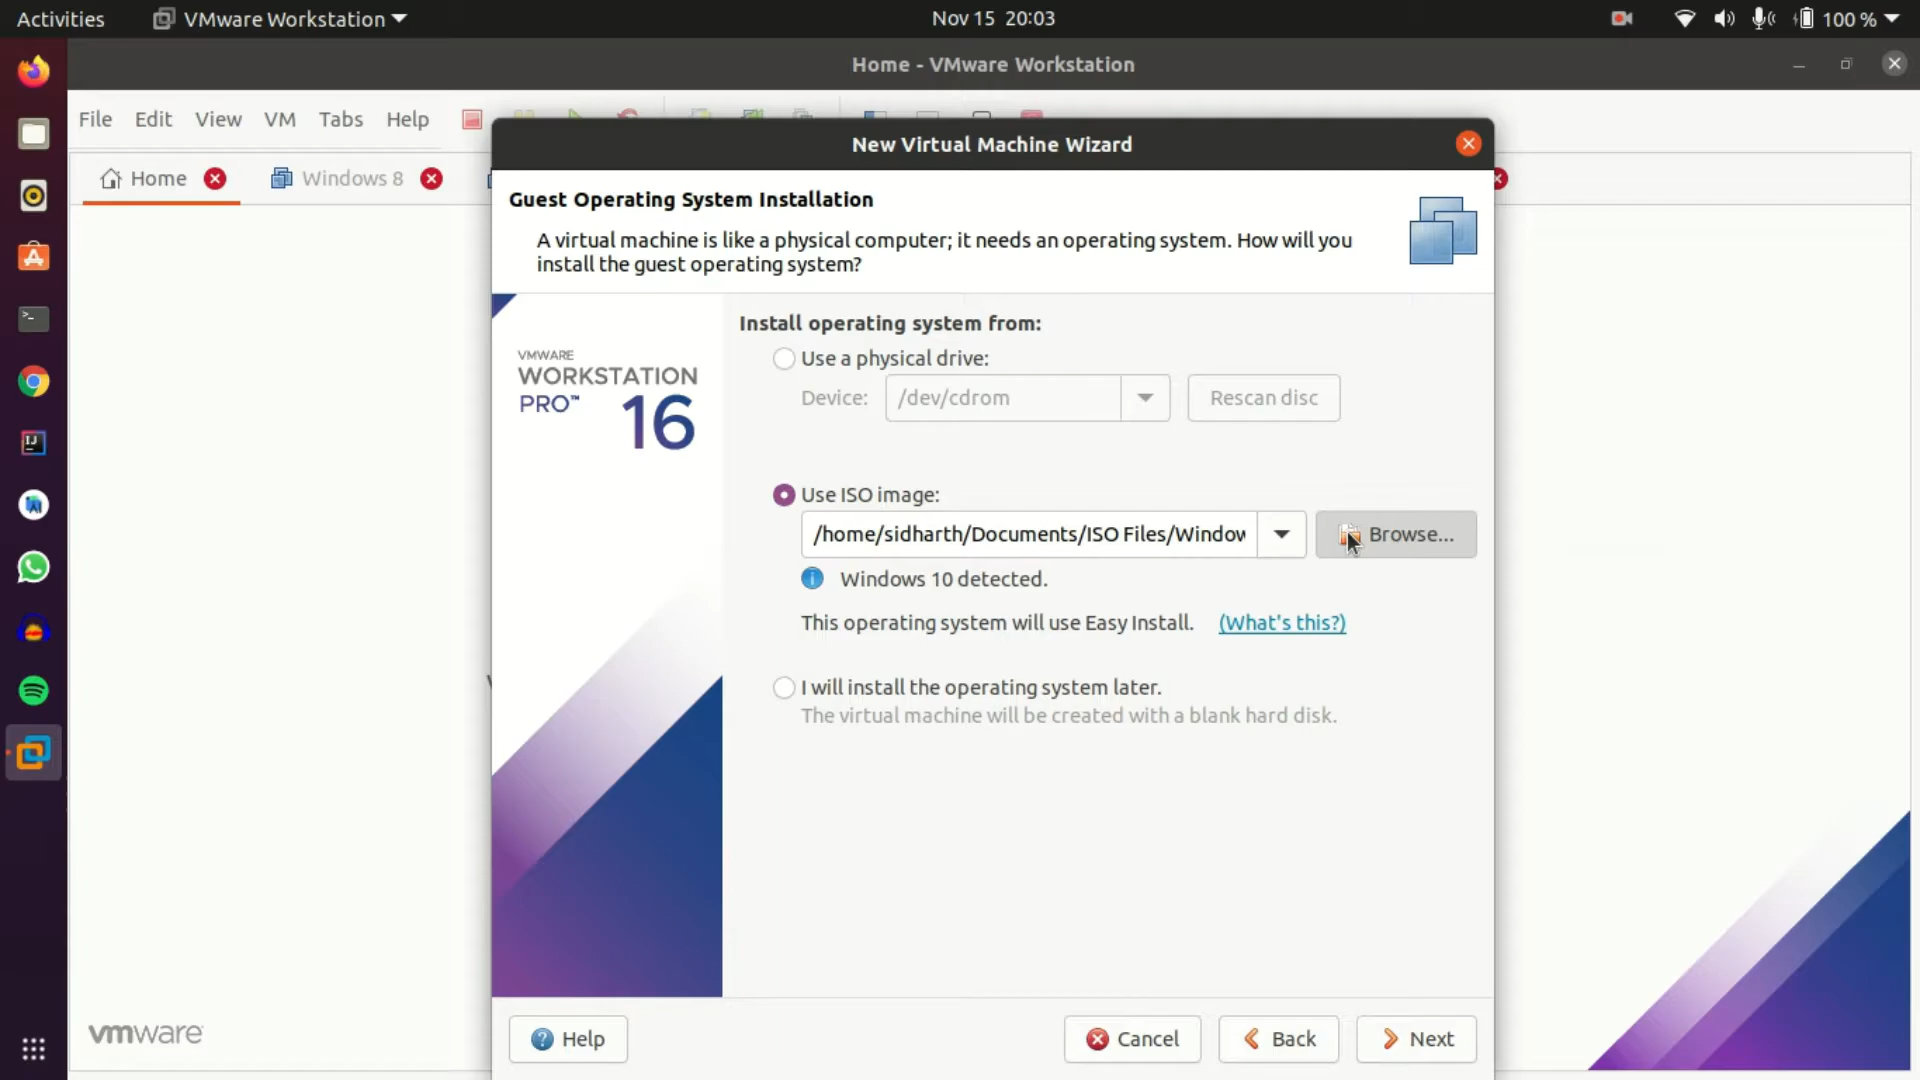 Activities VMware Workstation Nov 15 20:03 100 %
Home - VMware Workstation
File Edit View VM Tabs Help
New Virtual Machine Wizard
Home Windows 8
Guest Operating System Installation
A virtual machine is like a physical computer; it needs an operating system. How will you
install the guest operating system?
Install operating system from:
VMWARE
WORKSTATION
PRO™ 16
Use a physical drive:
Device: /dev/cdrom Rescan disc
Use ISO image:
/home/sidharth/Documents/ISO Files/Window Browse...
Windows 10 detected.
This operating system will use Easy Install. (What's this?)
I will install the operating system later.
The virtual machine will be created with a blank hard disk.
vmware
Help Cancel Back Next